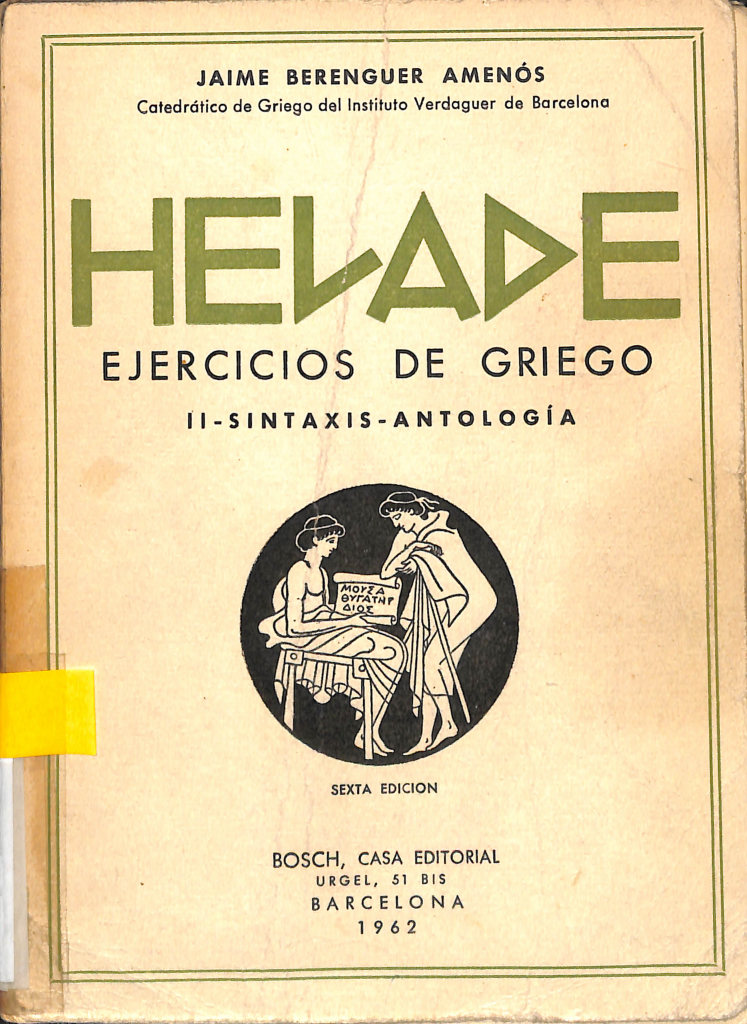 JAIME BERENGUER AMENÓS
Catedrático de Griego del Instituto Verdaguer de Barcelona
HELADE
EJERCICIOS DE GRIEGO
II-SINTAXIS-ANTOLOGÍA
ΜΟΥΣΑ
ΘΥΓΑΤΗΡ
ΔΙΟΣ
SEXTA EDICION
BOSCH, CASA EDITORIAL
URGEL, 51 BIS
BARCELONA
1962